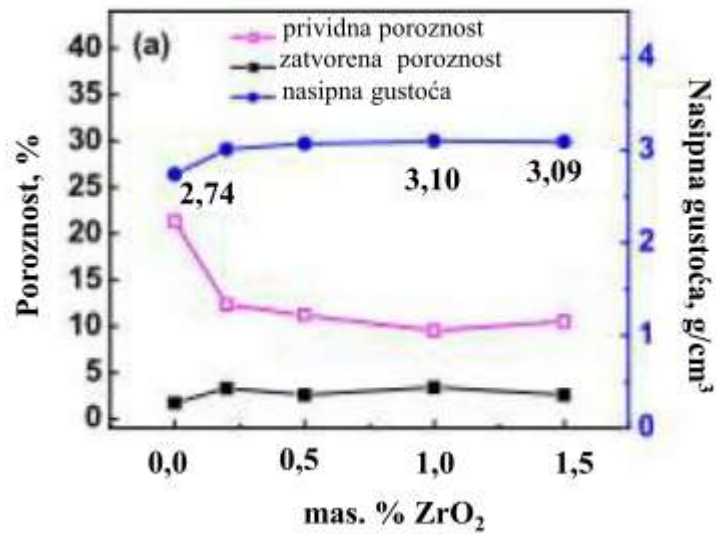 (a)
prividna poroznost
zatvorena poroznost
nasipna gustoća
Poroznost, %
40
35
30
25
20
15
10
5
0
2,74
3,10
3,09
4
3
2
1
0
Nasipna gustoća, g/cm³
0,0 0,5 1,0 1,5
mas. % ZrO₂